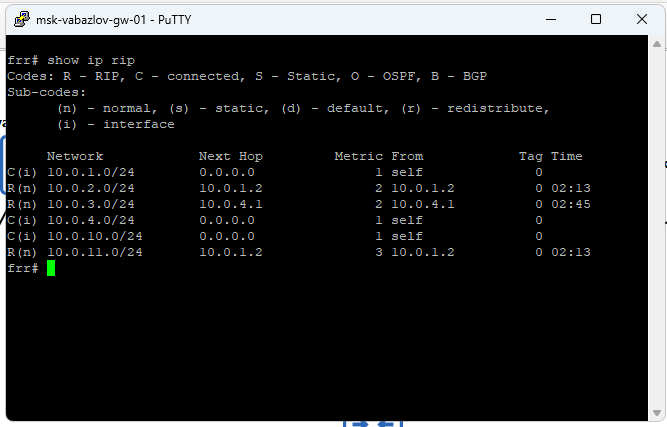 msk-vabazlov-gw-01 - PuTTY
frr# show ip rip
Codes: R - RIP, C - connected, S - Static, O - OSPF, B - BGP
Sub-codes:
      (n) - normal, (s) - static, (d) - default, (r) - redistribute,
      (i) - interface
     Network            Next Hop         Metric From            Tag Time
C(i) 10.0.1.0/24        0.0.0.0               1 self              0
R(n) 10.0.2.0/24        10.0.1.2              2 10.0.1.2          0 02:13
R(n) 10.0.3.0/24        10.0.4.1              2 10.0.4.1          0 02:45
C(i) 10.0.4.0/24        0.0.0.0               1 self              0
C(i) 10.0.10.0/24       0.0.0.0               1 self              0
R(n) 10.0.11.0/24       10.0.1.2              3 10.0.1.2          0 02:13
frr#